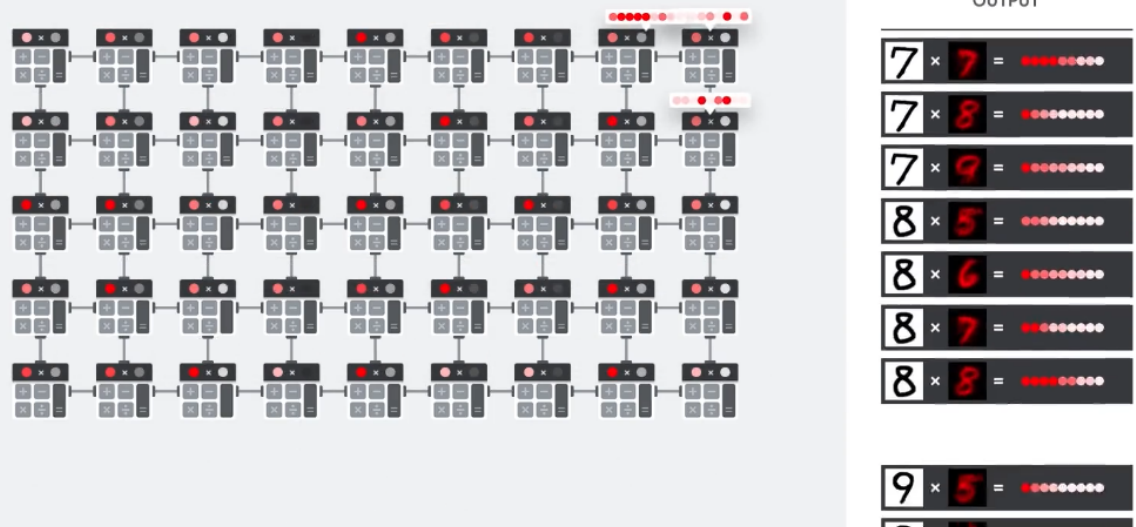 OUTPUT
7 × 7 =
7 × 8 =
7 × 9 =
8 × 5 =
8 × 6 =
8 × 7 =
8 × 8 =
9 × 5 =